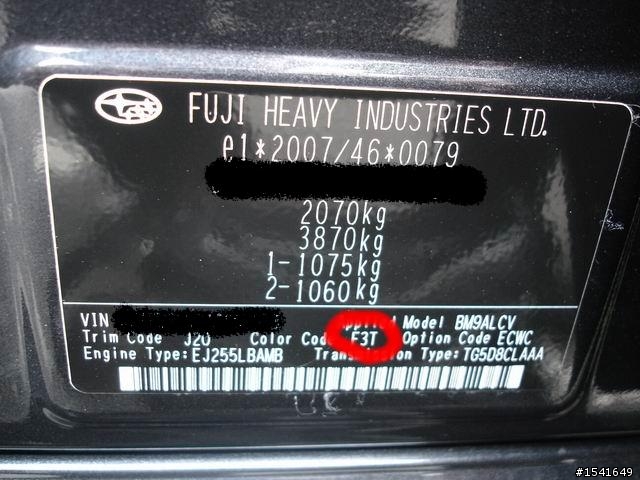 FUJI HEAVY INDUSTRIES LTD.
e1*2007/46*0079
2070kg
3870kg
1-1075kg
2-1060kg
VIN Model BM9ALCV
Trim Code J20 Color Code F3T Option Code ECWC
Engine Type:EJ255LBAMB Type:TG5D8CLAAA
#1541649